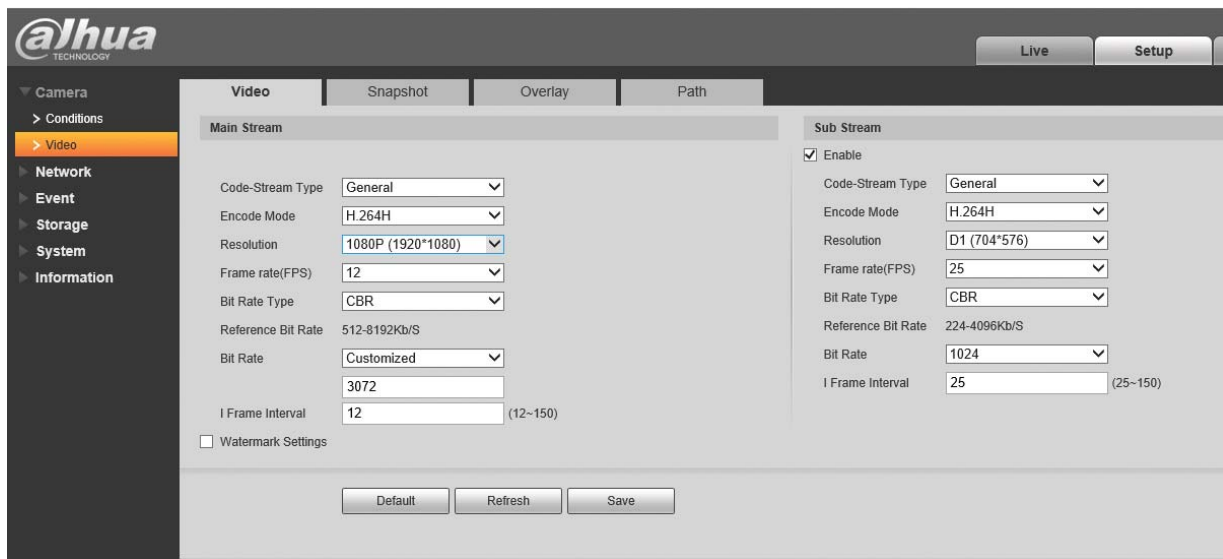 alhua
TECHNOLOGY
Live
Setup
Camera
> Conditions
> Video
Network
Event
Storage
System
Information
Video
Snapshot
Overlay
Path
Main Stream
Code-Stream Type General
Encode Mode H.264H
Resolution 1080P (1920*1080)
Frame rate(FPS) 12
Bit Rate Type CBR
Reference Bit Rate 512-8192Kb/S
Bit Rate Customized
3072
I Frame Interval 12 (12~150)
Watermark Settings
Sub Stream
Enable
Code-Stream Type General
Encode Mode H.264H
Resolution D1 (704*576)
Frame rate(FPS) 25
Bit Rate Type CBR
Reference Bit Rate 224-4096Kb/S
Bit Rate 1024
I Frame Interval 25 (25~150)
Default
Refresh
Save